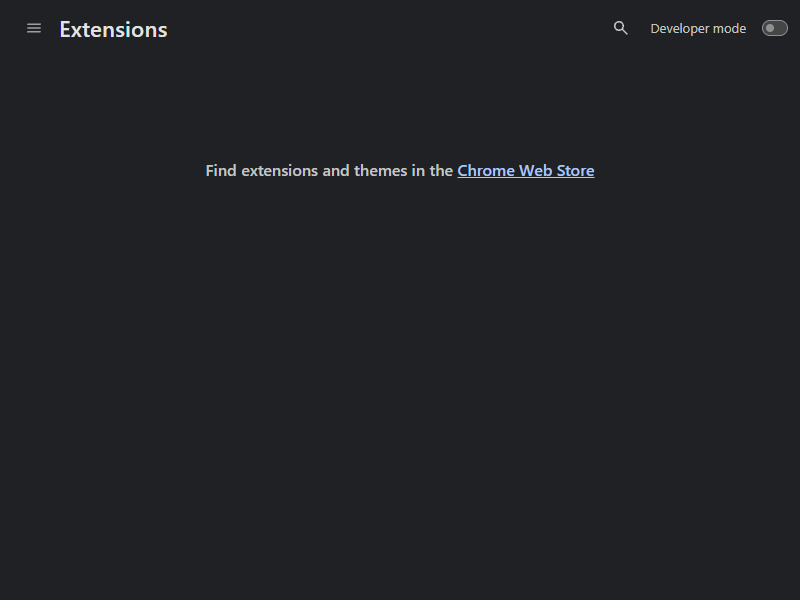 Extensions
Developer mode
Find extensions and themes in the Chrome Web Store